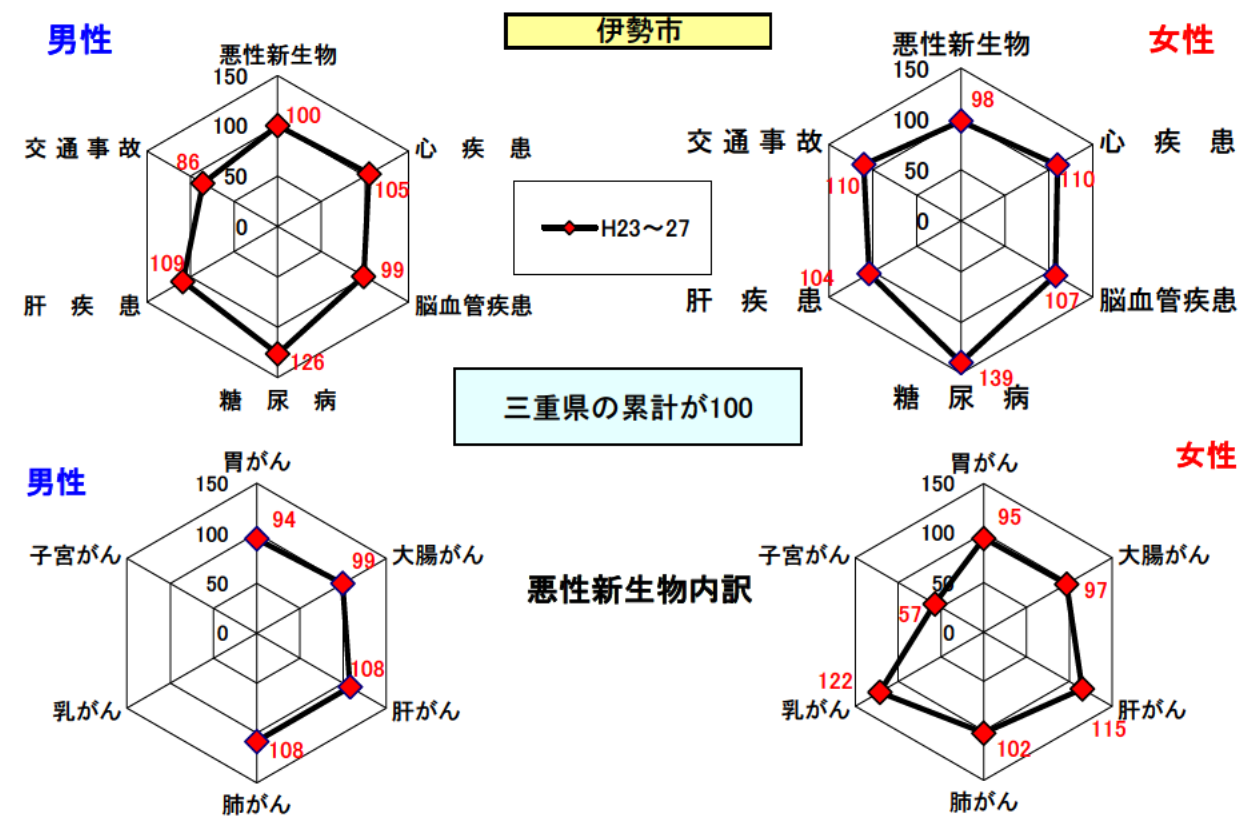 伊勢市
男性
悪性新生物
150
100
50
0
100
105
99
126
109
86
交通事故
心疾患
肝疾患
脳血管疾患
糖尿病
H23～27
女性
悪性新生物
150
100
50
0
98
110
107
139
104
110
交通事故
心疾患
肝疾患
脳血管疾患
糖尿病
三重県の累計が100
男性
胃がん
150
100
50
0
94
99
108
108
子宮がん
大腸がん
乳がん
肝がん
肺がん
悪性新生物内訳
女性
胃がん
150
100
50
0
95
97
115
102
122
57
子宮がん
大腸がん
乳がん
肝がん
肺がん